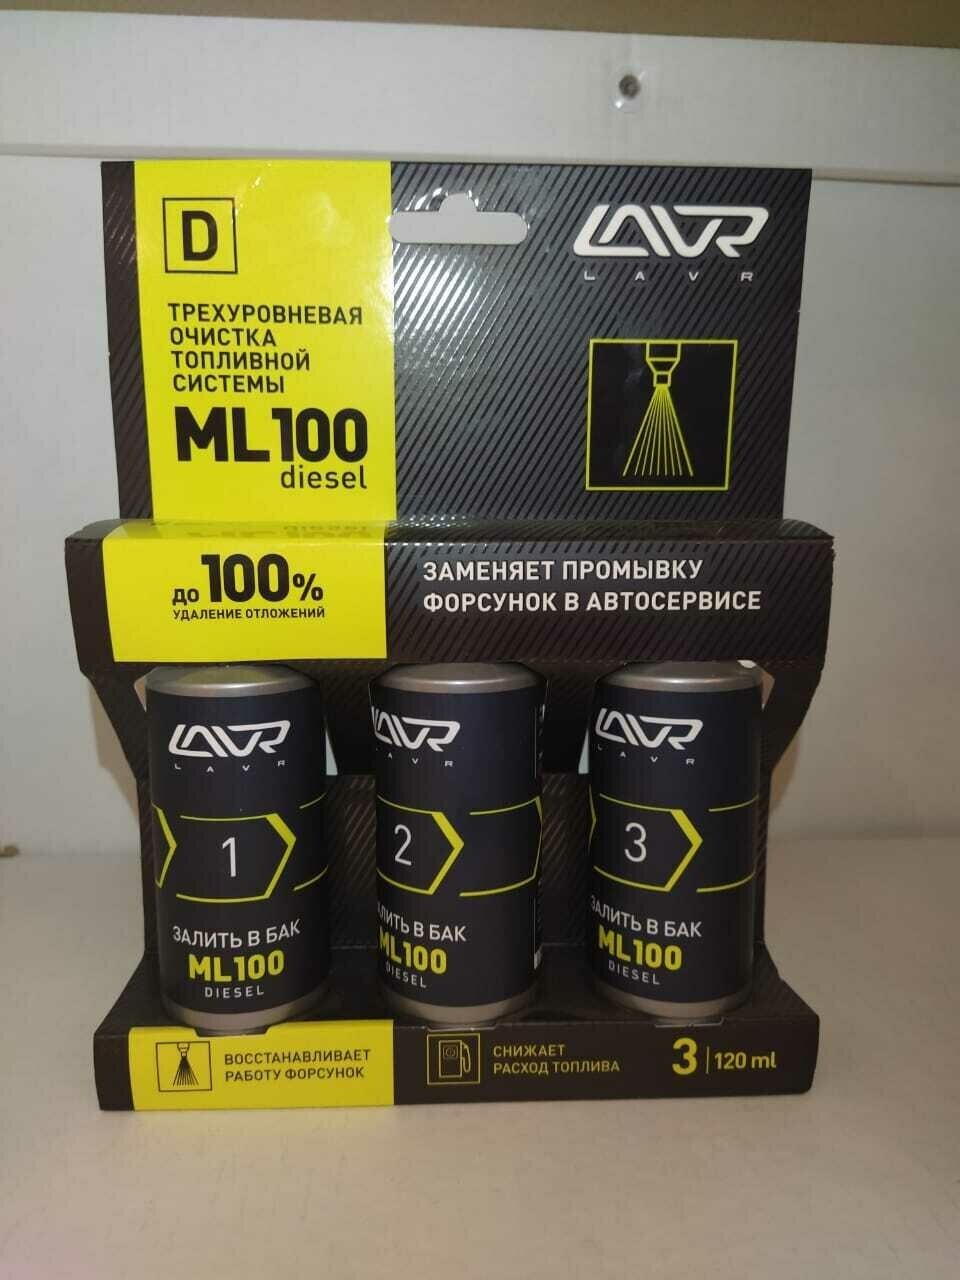 D
LAVR
LAVR
ТРЕХУРОВНЕВАЯ
ОЧИСТКА
ТОПЛИВНОЙ
СИСТЕМЫ
ML100
diesel
до 100%
УДАЛЕНИЕ ОТЛОЖЕНИЙ
ЗАМЕНЯЕТ ПРОМЫВКУ
ФОРСУНОК В АВТОСЕРВИСЕ
LAVR
LAVR
1
ЗАЛИТЬ В БАК
ML100
DIESEL
LAVR
LAVR
2
ЗАЛИТЬ В БАК
ML100
DIESEL
LAVR
LAVR
3
ЗАЛИТЬ В БАК
ML100
DIESEL
ВОССТАНАВЛИВАЕТ
РАБОТУ ФОРСУНОК
СНИЖАЕТ
РАСХОД ТОПЛИВА
3 | 120 ml